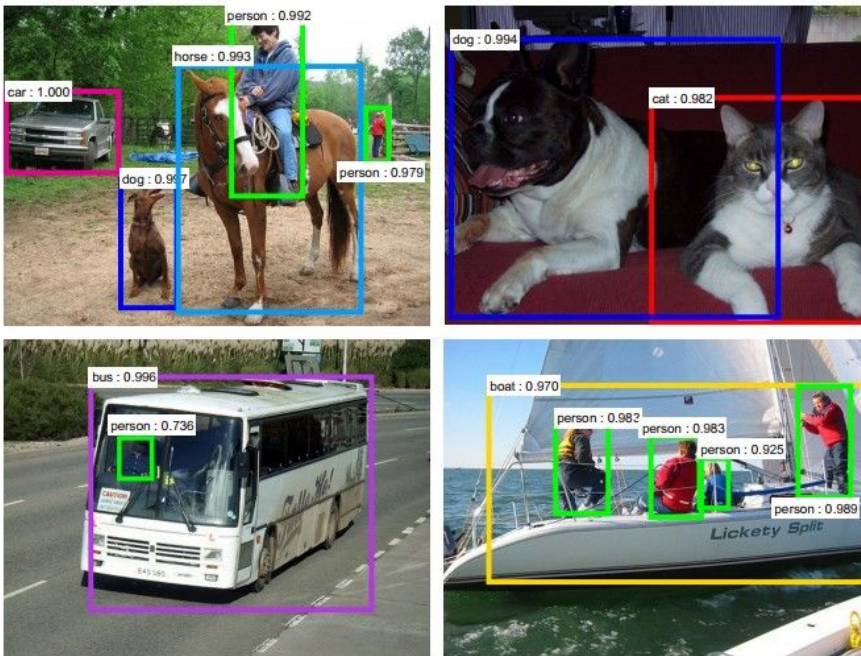 person : 0.992
horse : 0.993
car : 1.000
dog : 0.997
person : 0.979
dog : 0.994
cat : 0.982
bus : 0.996
person : 0.736
CAUTION
L
boat : 0.970
person : 0.983
person : 0.983
person : 0.925
person : 0.989
Lickety Split